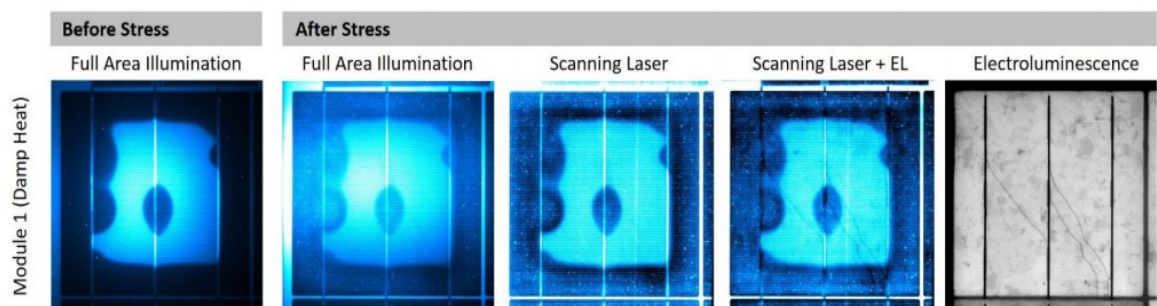 Before Stress
After Stress
Full Area Illumination
Full Area Illumination
Scanning Laser
Scanning Laser + EL
Electroluminescence
Module 1 (Damp Heat)